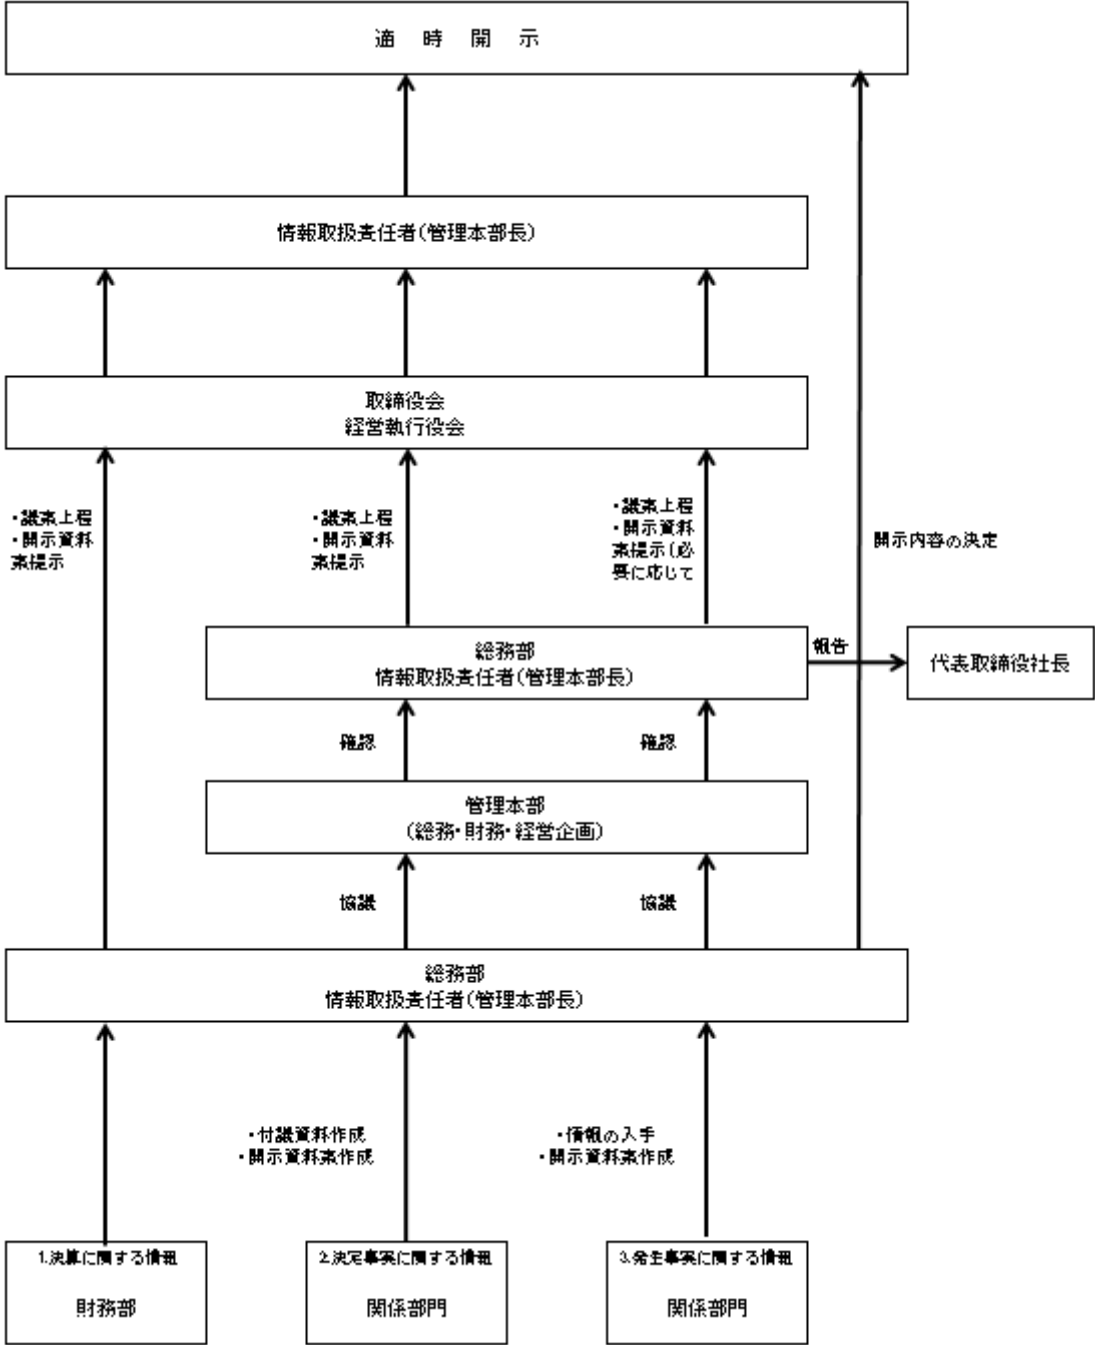 適 時 開 示
情報取扱責任者(管理本部長)
取締役会
経営執行役会
・議案上程
・開示資料
案提示
・議案上程
・開示資料
案提示
・議案上程
・開示資料
案提示(必
要に応じて
開示内容の決定
総務部
情報取扱責任者(管理本部長)
報告
代表取締役社長
確認
確認
管理本部
(総務・財務・経営企画)
協議
協議
総務部
情報取扱責任者(管理本部長)
・付議資料作成
・開示資料案作成
・情報の入手
・開示資料案作成
1.決算に関する情報
財務部
2.決定事実に関する情報
関係部門
3.発生事実に関する情報
関係部門